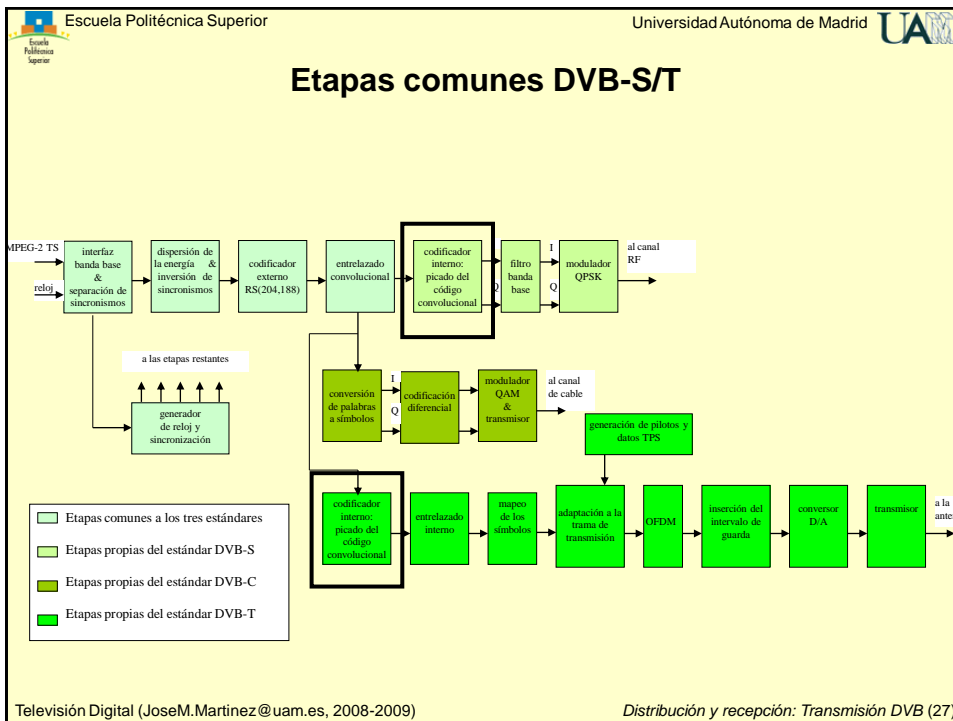 Escuela Politécnica Superior
Universidad Autónoma de Madrid
UAM
Escuela
Politécnica
Superior
Etapas comunes DVB-S/T
MPEG-2 TS
reloj
interfaz
banda base
&
separación de
sincronismos
dispersión de
la energía &
inversión de
sincronismos
codificador
externo
RS(204,188)
entrelazado
convolucional
codificador
interno:
picado del
código
convolucional
I
Q
filtro
banda
base
I
Q
modulador
QPSK
al canal
RF
a las etapas restantes
generador
de reloj y
sincronización
conversión
de palabras
a símbolos
I
Q
codificación
diferencial
modulador
QAM
&
transmisor
al canal
de cable
generación de pilotos y
datos TPS
codificador
interno:
picado del
código
convolucional
entrelazado
interno
mapeo
de los
símbolos
adaptación a la
trama de
transmisión
OFDM
inserción del
intervalo de
guarda
conversor
D/A
transmisor
a la
ante
Etapas comunes a los tres estándares
Etapas propias del estándar DVB-S
Etapas propias del estándar DVB-C
Etapas propias del estándar DVB-T
Televisión Digital (JoseM.Martinez@uam.es, 2008-2009)
Distribución y recepción: Transmisión DVB (27)